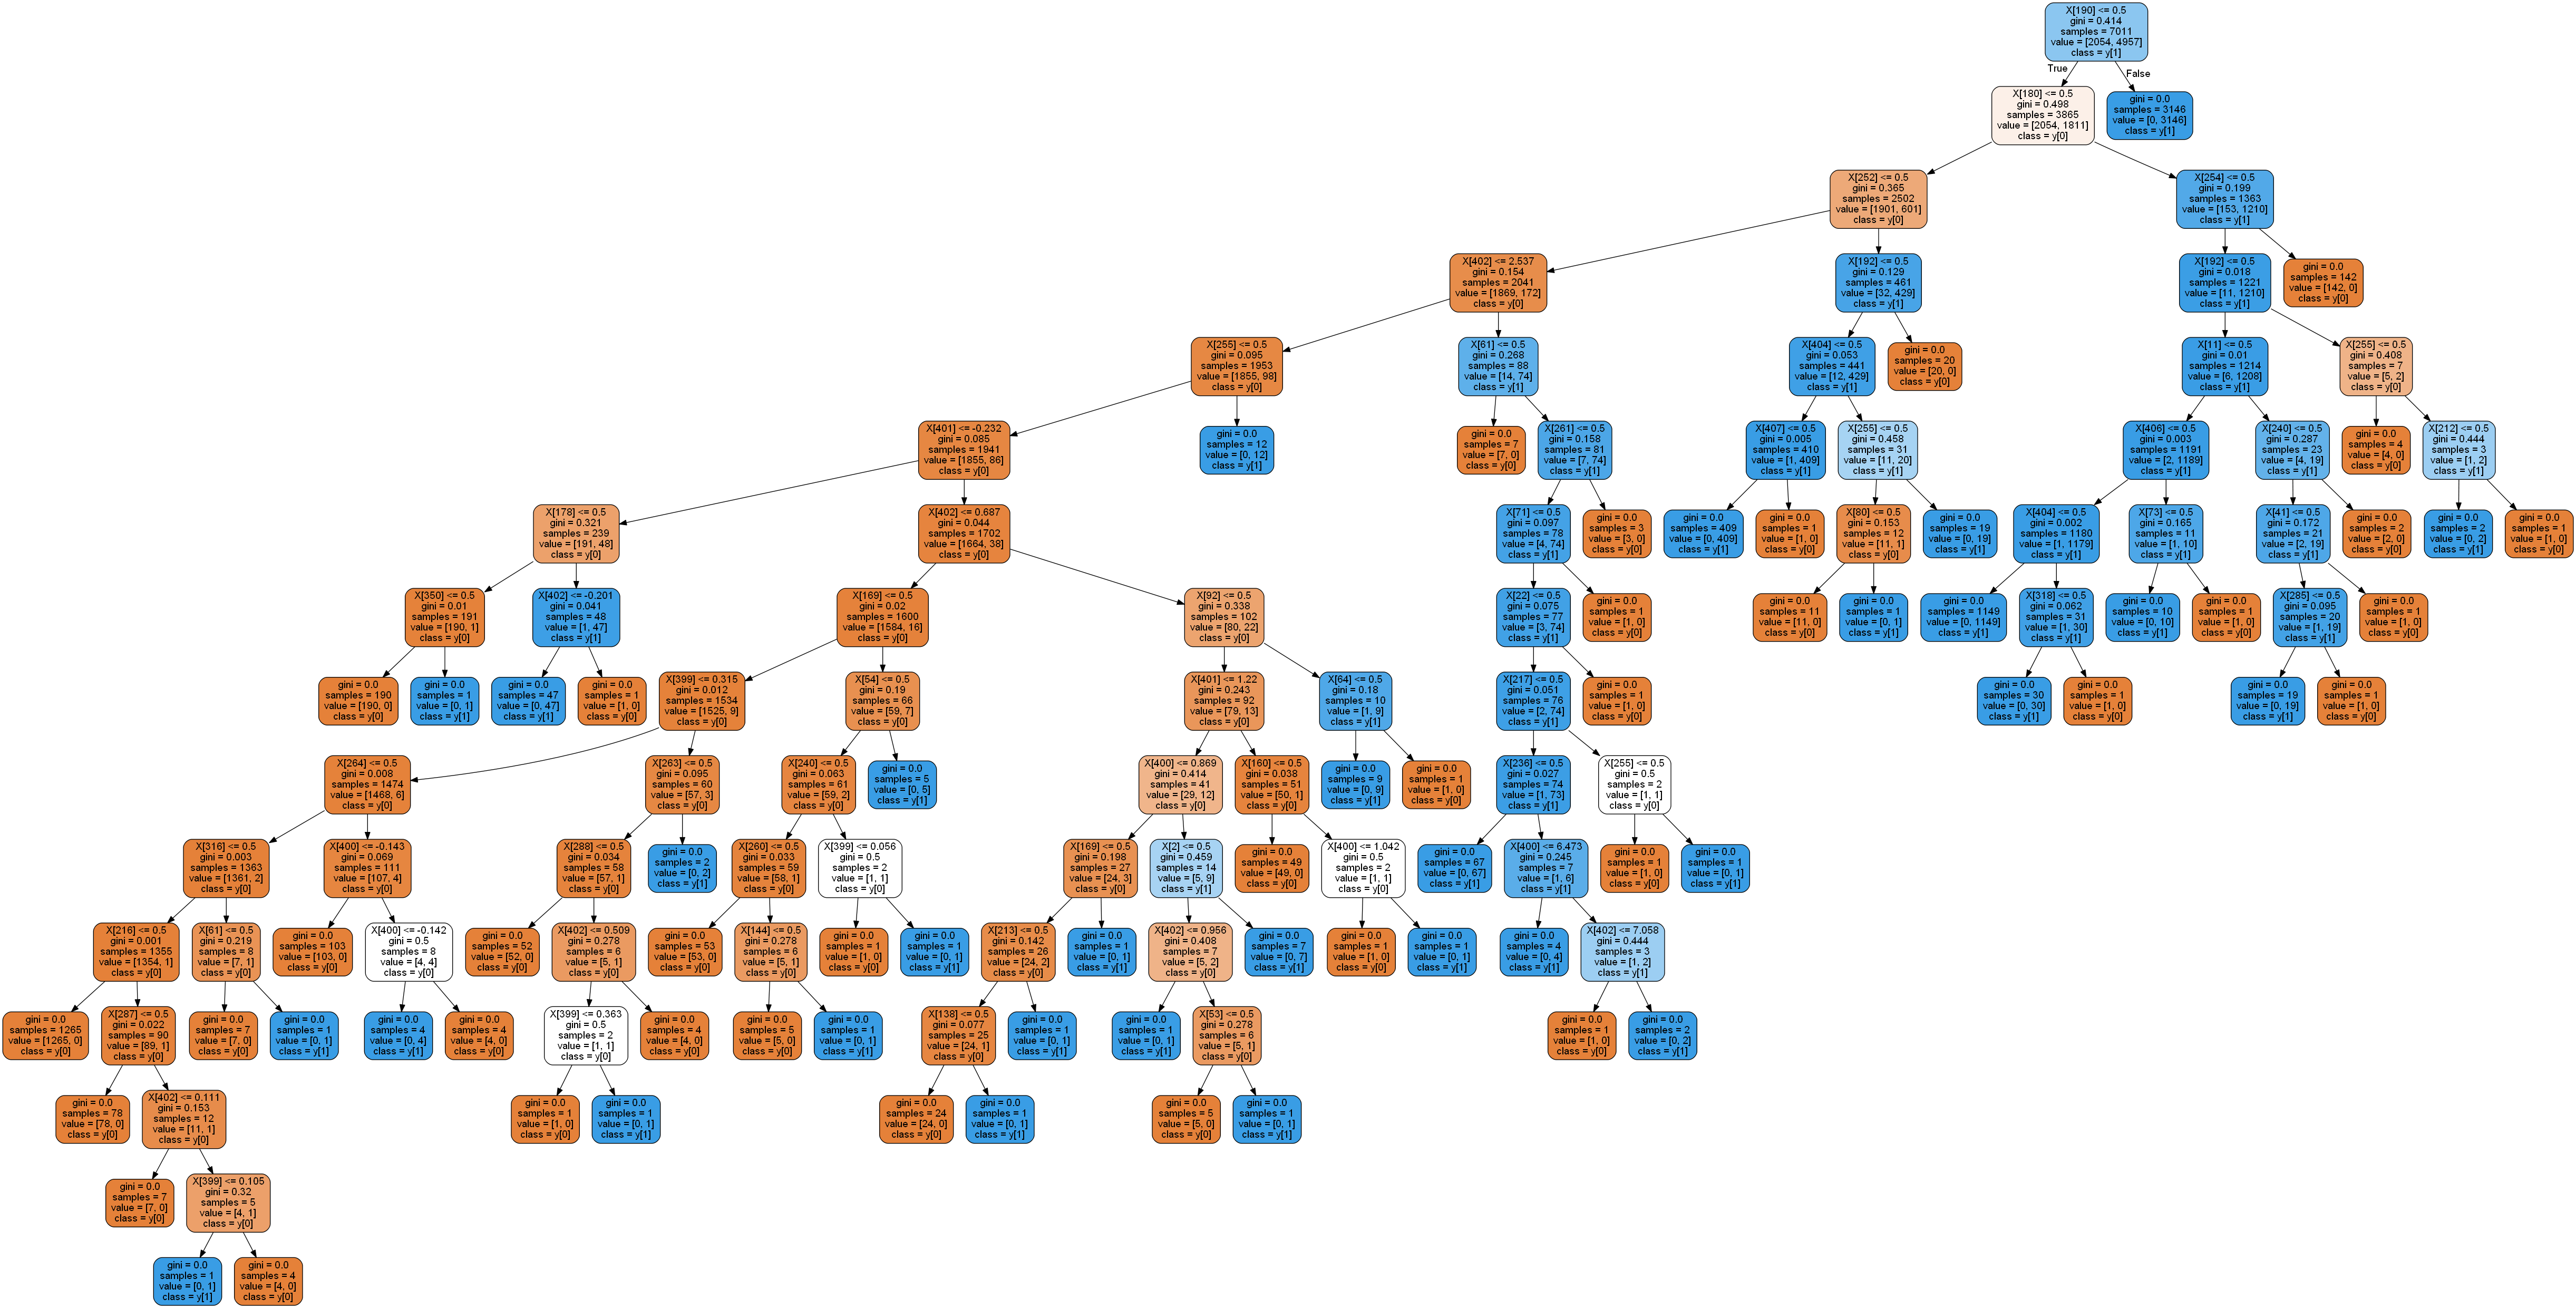 X[190] <= 0.5
gini = 0.414
samples = 7011
value = [2054, 4957]
class = y[1]
True
False
X[180] <= 0.5
gini = 0.498
samples = 3865
value = [2054, 1811]
class = y[0]
gini = 0.0
samples = 3146
value = [0, 3146]
class = y[1]
X[252] <= 0.5
gini = 0.365
samples = 2502
value = [1901, 601]
class = y[0]
X[254] <= 0.5
gini = 0.199
samples = 1363
value = [153, 1210]
class = y[1]
X[402] <= 2.537
gini = 0.154
samples = 2041
value = [1869, 172]
class = y[0]
X[192] <= 0.5
gini = 0.129
samples = 461
value = [32, 429]
class = y[1]
X[192] <= 0.5
gini = 0.018
samples = 1221
value = [11, 1210]
class = y[1]
gini = 0.0
samples = 142
value = [142, 0]
class = y[0]
X[255] <= 0.5
gini = 0.095
samples = 1953
value = [1855, 98]
class = y[0]
X[61] <= 0.5
gini = 0.268
samples = 88
value = [14, 74]
class = y[1]
X[404] <= 0.5
gini = 0.053
samples = 441
value = [12, 429]
class = y[1]
gini = 0.0
samples = 20
value = [20, 0]
class = y[0]
X[11] <= 0.5
gini = 0.01
samples = 1214
value = [6, 1208]
class = y[1]
X[255] <= 0.5
gini = 0.408
samples = 7
value = [5, 2]
class = y[0]
X[401] <= -0.232
gini = 0.085
samples = 1941
value = [1855, 86]
class = y[0]
gini = 0.0
samples = 12
value = [0, 12]
class = y[1]
gini = 0.0
samples = 7
value = [7, 0]
class = y[0]
X[261] <= 0.5
gini = 0.158
samples = 81
value = [7, 74]
class = y[1]
X[407] <= 0.5
gini = 0.005
samples = 410
value = [1, 409]
class = y[1]
X[255] <= 0.5
gini = 0.458
samples = 31
value = [11, 20]
class = y[1]
X[406] <= 0.5
gini = 0.003
samples = 1191
value = [2, 1189]
class = y[1]
X[240] <= 0.5
gini = 0.287
samples = 23
value = [4, 19]
class = y[1]
gini = 0.0
samples = 4
value = [4, 0]
class = y[0]
X[212] <= 0.5
gini = 0.444
samples = 3
value = [1, 2]
class = y[1]
X[178] <= 0.5
gini = 0.321
samples = 239
value = [191, 48]
class = y[0]
X[402] <= 0.687
gini = 0.044
samples = 1702
value = [1664, 38]
class = y[0]
X[71] <= 0.5
gini = 0.097
samples = 78
value = [4, 74]
class = y[1]
gini = 0.0
samples = 3
value = [3, 0]
class = y[0]
gini = 0.0
samples = 409
value = [0, 409]
class = y[1]
gini = 0.0
samples = 1
value = [1, 0]
class = y[0]
X[80] <= 0.5
gini = 0.153
samples = 12
value = [11, 1]
class = y[0]
gini = 0.0
samples = 19
value = [0, 19]
class = y[1]
X[404] <= 0.5
gini = 0.002
samples = 1180
value = [1, 1179]
class = y[1]
X[73] <= 0.5
gini = 0.165
samples = 11
value = [1, 10]
class = y[1]
X[41] <= 0.5
gini = 0.172
samples = 21
value = [2, 19]
class = y[1]
gini = 0.0
samples = 2
value = [2, 0]
class = y[0]
gini = 0.0
samples = 2
value = [0, 2]
class = y[1]
gini = 0.0
samples = 1
value = [1, 0]
class = y[0]
X[350] <= 0.5
gini = 0.01
samples = 191
value = [190, 1]
class = y[0]
X[402] <= -0.201
gini = 0.041
samples = 48
value = [1, 47]
class = y[1]
X[169] <= 0.5
gini = 0.02
samples = 1600
value = [1584, 16]
class = y[0]
X[92] <= 0.5
gini = 0.338
samples = 102
value = [80, 22]
class = y[0]
X[22] <= 0.5
gini = 0.075
samples = 77
value = [3, 74]
class = y[1]
gini = 0.0
samples = 1
value = [1, 0]
class = y[0]
gini = 0.0
samples = 11
value = [11, 0]
class = y[0]
gini = 0.0
samples = 1
value = [0, 1]
class = y[1]
gini = 0.0
samples = 1149
value = [0, 1149]
class = y[1]
X[318] <= 0.5
gini = 0.062
samples = 31
value = [1, 30]
class = y[1]
gini = 0.0
samples = 10
value = [0, 10]
class = y[1]
gini = 0.0
samples = 1
value = [1, 0]
class = y[0]
X[285] <= 0.5
gini = 0.095
samples = 20
value = [1, 19]
class = y[1]
gini = 0.0
samples = 1
value = [1, 0]
class = y[0]
gini = 0.0
samples = 190
value = [190, 0]
class = y[0]
gini = 0.0
samples = 1
value = [0, 1]
class = y[1]
gini = 0.0
samples = 47
value = [0, 47]
class = y[1]
gini = 0.0
samples = 1
value = [1, 0]
class = y[0]
X[399] <= 0.315
gini = 0.012
samples = 1534
value = [1525, 9]
class = y[0]
X[54] <= 0.5
gini = 0.19
samples = 66
value = [59, 7]
class = y[0]
X[401] <= 1.22
gini = 0.243
samples = 92
value = [79, 13]
class = y[0]
X[64] <= 0.5
gini = 0.18
samples = 10
value = [1, 9]
class = y[1]
X[217] <= 0.5
gini = 0.051
samples = 76
value = [2, 74]
class = y[1]
gini = 0.0
samples = 1
value = [1, 0]
class = y[0]
gini = 0.0
samples = 30
value = [0, 30]
class = y[1]
gini = 0.0
samples = 1
value = [1, 0]
class = y[0]
gini = 0.0
samples = 19
value = [0, 19]
class = y[1]
gini = 0.0
samples = 1
value = [1, 0]
class = y[0]
X[264] <= 0.5
gini = 0.008
samples = 1474
value = [1468, 6]
class = y[0]
X[263] <= 0.5
gini = 0.095
samples = 60
value = [57, 3]
class = y[0]
X[240] <= 0.5
gini = 0.063
samples = 61
value = [59, 2]
class = y[0]
gini = 0.0
samples = 5
value = [0, 5]
class = y[1]
X[400] <= 0.869
gini = 0.414
samples = 41
value = [29, 12]
class = y[0]
X[160] <= 0.5
gini = 0.038
samples = 51
value = [50, 1]
class = y[0]
gini = 0.0
samples = 9
value = [0, 9]
class = y[1]
gini = 0.0
samples = 1
value = [1, 0]
class = y[0]
X[236] <= 0.5
gini = 0.027
samples = 74
value = [1, 73]
class = y[1]
X[255] <= 0.5
gini = 0.5
samples = 2
value = [1, 1]
class = y[0]
X[316] <= 0.5
gini = 0.003
samples = 1363
value = [1361, 2]
class = y[0]
X[400] <= -0.143
gini = 0.069
samples = 111
value = [107, 4]
class = y[0]
X[288] <= 0.5
gini = 0.034
samples = 58
value = [57, 1]
class = y[0]
gini = 0.0
samples = 2
value = [0, 2]
class = y[1]
X[260] <= 0.5
gini = 0.033
samples = 59
value = [58, 1]
class = y[0]
X[399] <= 0.056
gini = 0.5
samples = 2
value = [1, 1]
class = y[0]
X[169] <= 0.5
gini = 0.198
samples = 27
value = [24, 3]
class = y[0]
X[2] <= 0.5
gini = 0.459
samples = 14
value = [5, 9]
class = y[1]
gini = 0.0
samples = 49
value = [49, 0]
class = y[0]
X[400] <= 1.042
gini = 0.5
samples = 2
value = [1, 1]
class = y[0]
gini = 0.0
samples = 67
value = [0, 67]
class = y[1]
X[400] <= 6.473
gini = 0.245
samples = 7
value = [1, 6]
class = y[1]
gini = 0.0
samples = 1
value = [1, 0]
class = y[0]
gini = 0.0
samples = 1
value = [0, 1]
class = y[1]
X[216] <= 0.5
gini = 0.001
samples = 1355
value = [1354, 1]
class = y[0]
X[61] <= 0.5
gini = 0.219
samples = 8
value = [7, 1]
class = y[0]
gini = 0.0
samples = 103
value = [103, 0]
class = y[0]
X[400] <= -0.142
gini = 0.5
samples = 8
value = [4, 4]
class = y[0]
gini = 0.0
samples = 52
value = [52, 0]
class = y[0]
X[402] <= 0.509
gini = 0.278
samples = 6
value = [5, 1]
class = y[0]
gini = 0.0
samples = 53
value = [53, 0]
class = y[0]
X[144] <= 0.5
gini = 0.278
samples = 6
value = [5, 1]
class = y[0]
gini = 0.0
samples = 1
value = [1, 0]
class = y[0]
gini = 0.0
samples = 1
value = [0, 1]
class = y[1]
X[213] <= 0.5
gini = 0.142
samples = 26
value = [24, 2]
class = y[0]
gini = 0.0
samples = 1
value = [0, 1]
class = y[1]
X[402] <= 0.956
gini = 0.408
samples = 7
value = [5, 2]
class = y[0]
gini = 0.0
samples = 7
value = [0, 7]
class = y[1]
gini = 0.0
samples = 1
value = [1, 0]
class = y[0]
gini = 0.0
samples = 1
value = [0, 1]
class = y[1]
gini = 0.0
samples = 4
value = [0, 4]
class = y[1]
X[402] <= 7.058
gini = 0.444
samples = 3
value = [1, 2]
class = y[1]
gini = 0.0
samples = 1265
value = [1265, 0]
class = y[0]
X[287] <= 0.5
gini = 0.022
samples = 90
value = [89, 1]
class = y[0]
gini = 0.0
samples = 7
value = [7, 0]
class = y[0]
gini = 0.0
samples = 1
value = [0, 1]
class = y[1]
gini = 0.0
samples = 4
value = [0, 4]
class = y[1]
gini = 0.0
samples = 4
value = [4, 0]
class = y[0]
X[399] <= 0.363
gini = 0.5
samples = 2
value = [1, 1]
class = y[0]
gini = 0.0
samples = 4
value = [4, 0]
class = y[0]
gini = 0.0
samples = 5
value = [5, 0]
class = y[0]
gini = 0.0
samples = 1
value = [0, 1]
class = y[1]
X[138] <= 0.5
gini = 0.077
samples = 25
value = [24, 1]
class = y[0]
gini = 0.0
samples = 1
value = [0, 1]
class = y[1]
gini = 0.0
samples = 1
value = [0, 1]
class = y[1]
X[53] <= 0.5
gini = 0.278
samples = 6
value = [5, 1]
class = y[0]
gini = 0.0
samples = 1
value = [1, 0]
class = y[0]
gini = 0.0
samples = 2
value = [0, 2]
class = y[1]
gini = 0.0
samples = 78
value = [78, 0]
class = y[0]
X[402] <= 0.111
gini = 0.153
samples = 12
value = [11, 1]
class = y[0]
gini = 0.0
samples = 1
value = [1, 0]
class = y[0]
gini = 0.0
samples = 1
value = [0, 1]
class = y[1]
gini = 0.0
samples = 24
value = [24, 0]
class = y[0]
gini = 0.0
samples = 1
value = [0, 1]
class = y[1]
gini = 0.0
samples = 5
value = [5, 0]
class = y[0]
gini = 0.0
samples = 1
value = [0, 1]
class = y[1]
gini = 0.0
samples = 7
value = [7, 0]
class = y[0]
X[399] <= 0.105
gini = 0.32
samples = 5
value = [4, 1]
class = y[0]
gini = 0.0
samples = 1
value = [0, 1]
class = y[1]
gini = 0.0
samples = 4
value = [4, 0]
class = y[0]